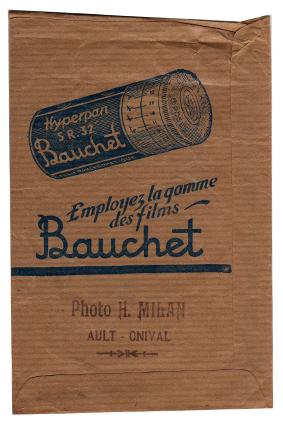 Hyperpan
S R. 32
Bauchet
Employez la gamme
des films
Bauchet
Photo H. MILAN
AULT - ONIVAL